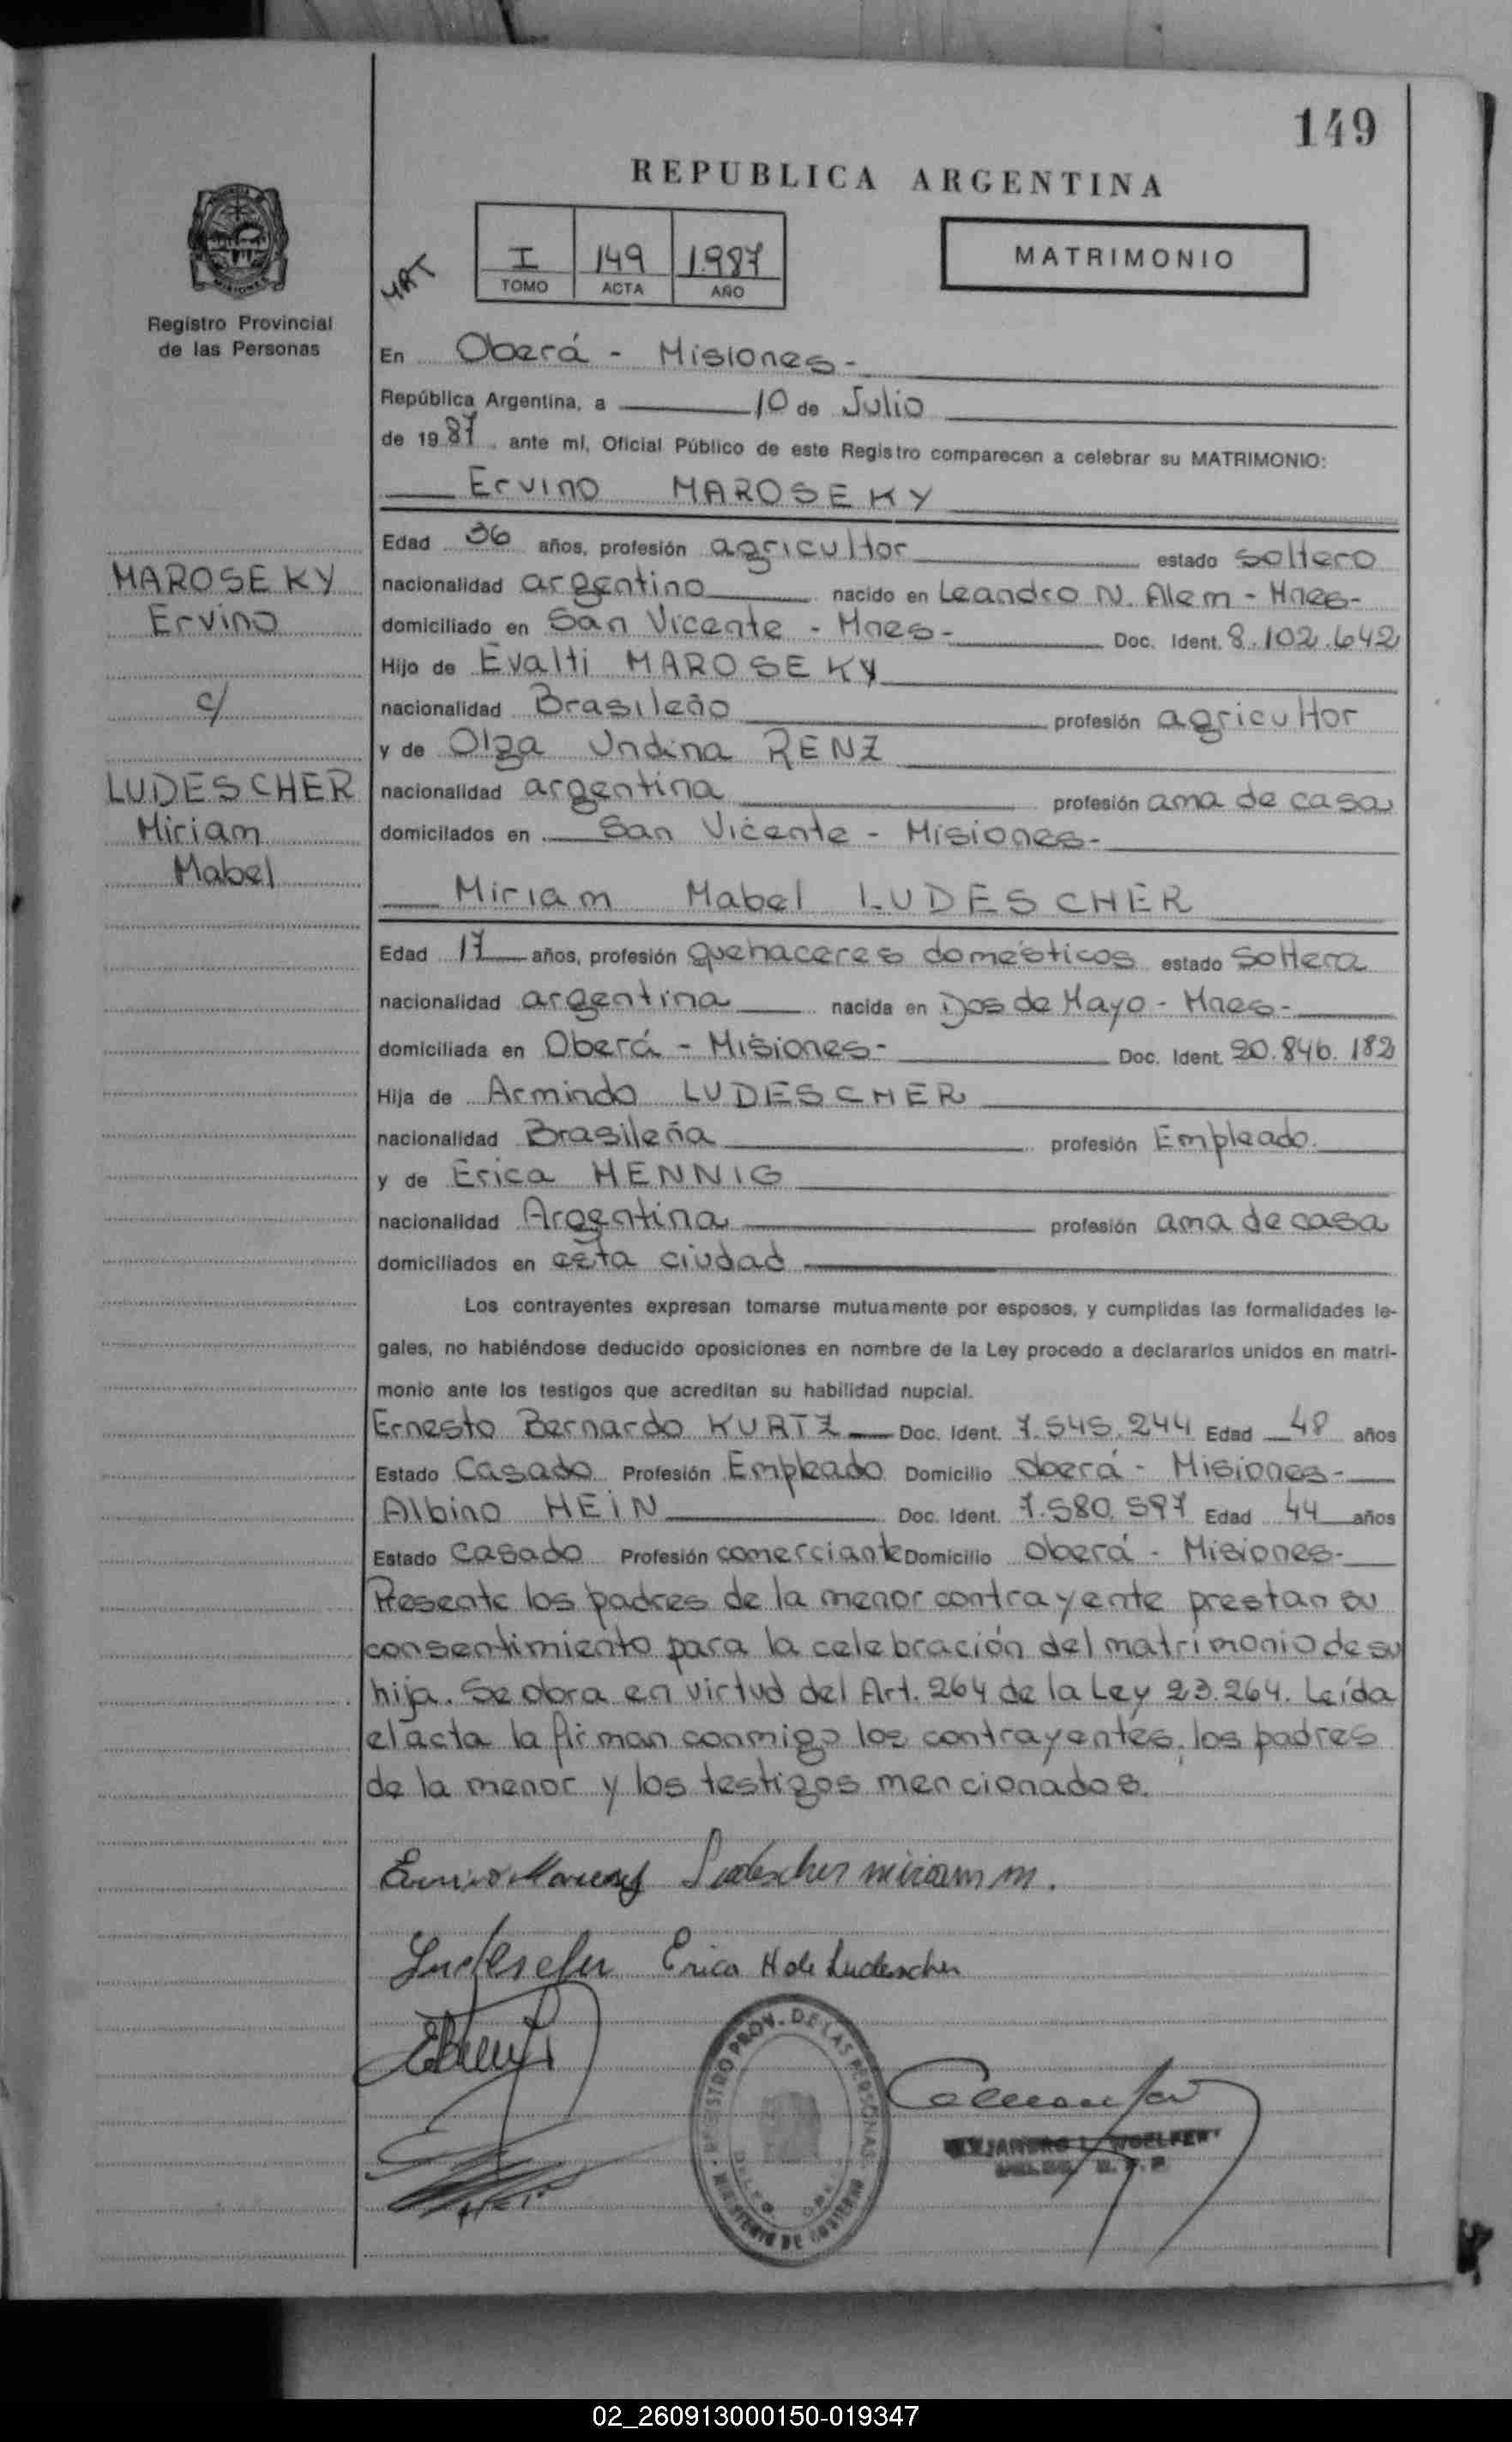 149
REPUBLICA ARGENTINA
MATRIMONIO
I 149 1.987
TOMO ACTA AÑO
Registro Provincial
de las Personas
En Oberá - Misiones -
República Argentina, a 10 de Julio
de 1987, ante mí, Oficial Público de este Registro comparecen a celebrar su MATRIMONIO:
Ervino MAROSEKY
MAROSEKY
Ervino
c/
LUDESCHER
Miriam
Mabel
Edad 36 años, profesión agricultor estado soltero
nacionalidad argentino nacido en Leandro N. Alem - Mnes-
domiciliado en San Vicente - Mnes- Doc. Ident. 8.102.642
Hijo de Evalti MAROSEKY
nacionalidad Brasileño profesión agricultor
y de Olga Undina RENZ
nacionalidad argentina profesión ama de casa
domicilados en San Vicente - Misiones-
Miriam Mabel LUDESCHER
Edad 17 años, profesión quehaceres domésticos estado Soltera
nacionalidad argentina nacida en Dos de Mayo - Mnes-
domiciliada en Oberá - Misiones- Doc. Ident. 20.846.182
Hija de Armindo LUDESCHER
nacionalidad Brasileña profesión Empleado.
y de Erica HENNIG
nacionalidad Argentina profesión ama de casa
domiciliados en esta ciudad
Los contrayentes expresan tomarse mutuamente por esposos, y cumplidas las formalidades le-
gales, no habiéndose deducido oposiciones en nombre de la Ley procedo a declararlos unidos en matri-
monio ante los testigos que acreditan su habilidad nupcial.
Ernesto Bernardo KURTZ Doc. Ident. 7.545.244 Edad 48 años
Estado Casado Profesión Empleado Domicilio Oberá - Misiones-
Albino HEIN Doc. Ident. 7.580.597 Edad 44 años
Estado casado Profesión comerciante Domicilio Oberá - Misiones-
Presente los padres de la menor contrayente prestan su
consentimiento para la celebración del matrimonio de su
hija. Se obra en virtud del Art. 264 de la Ley 23.264. Leída
el acta la firman conmigo los contrayentes, los padres
de la menor y los testigos mencionados.
Ludescher miriam m.
Ludescher Erica H de Ludescher
REGISTRO PROV. DE LAS PERSONAS
MINISTERIO DE GOBIERNO
02_260913000150-019347